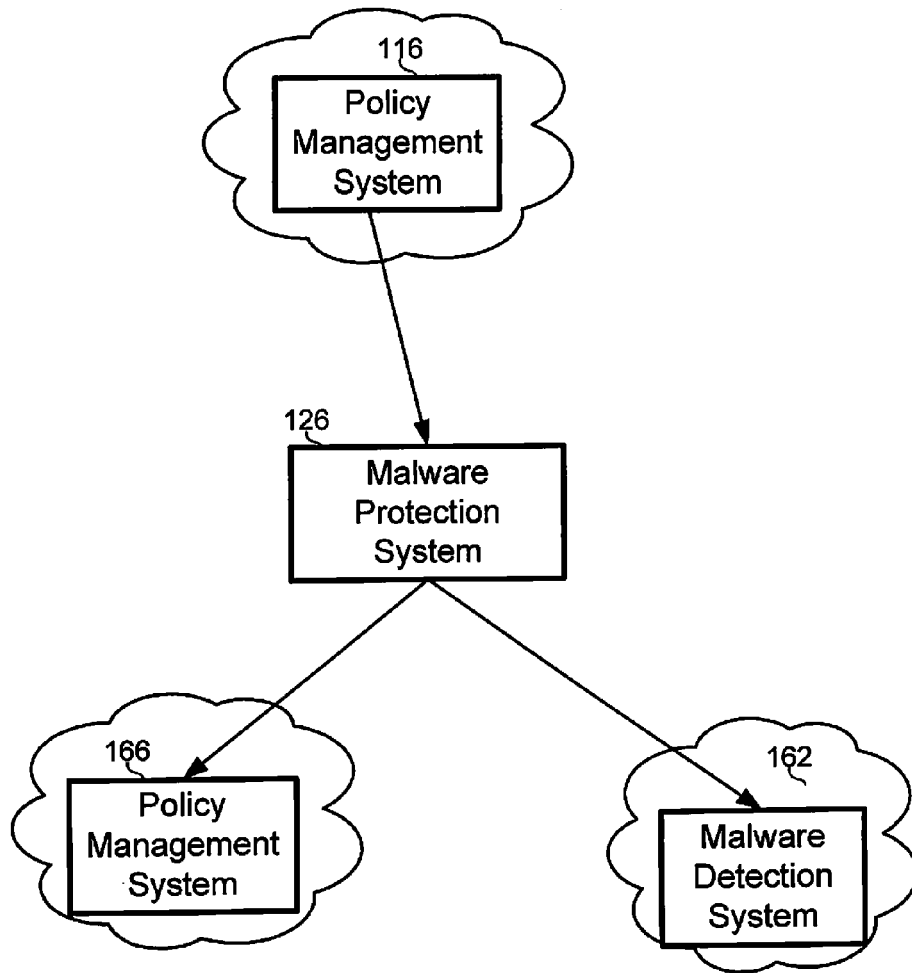 116
Policy
Management
System
126
Malware
Protection
System
166
Policy
Management
System
162
Malware
Detection
System